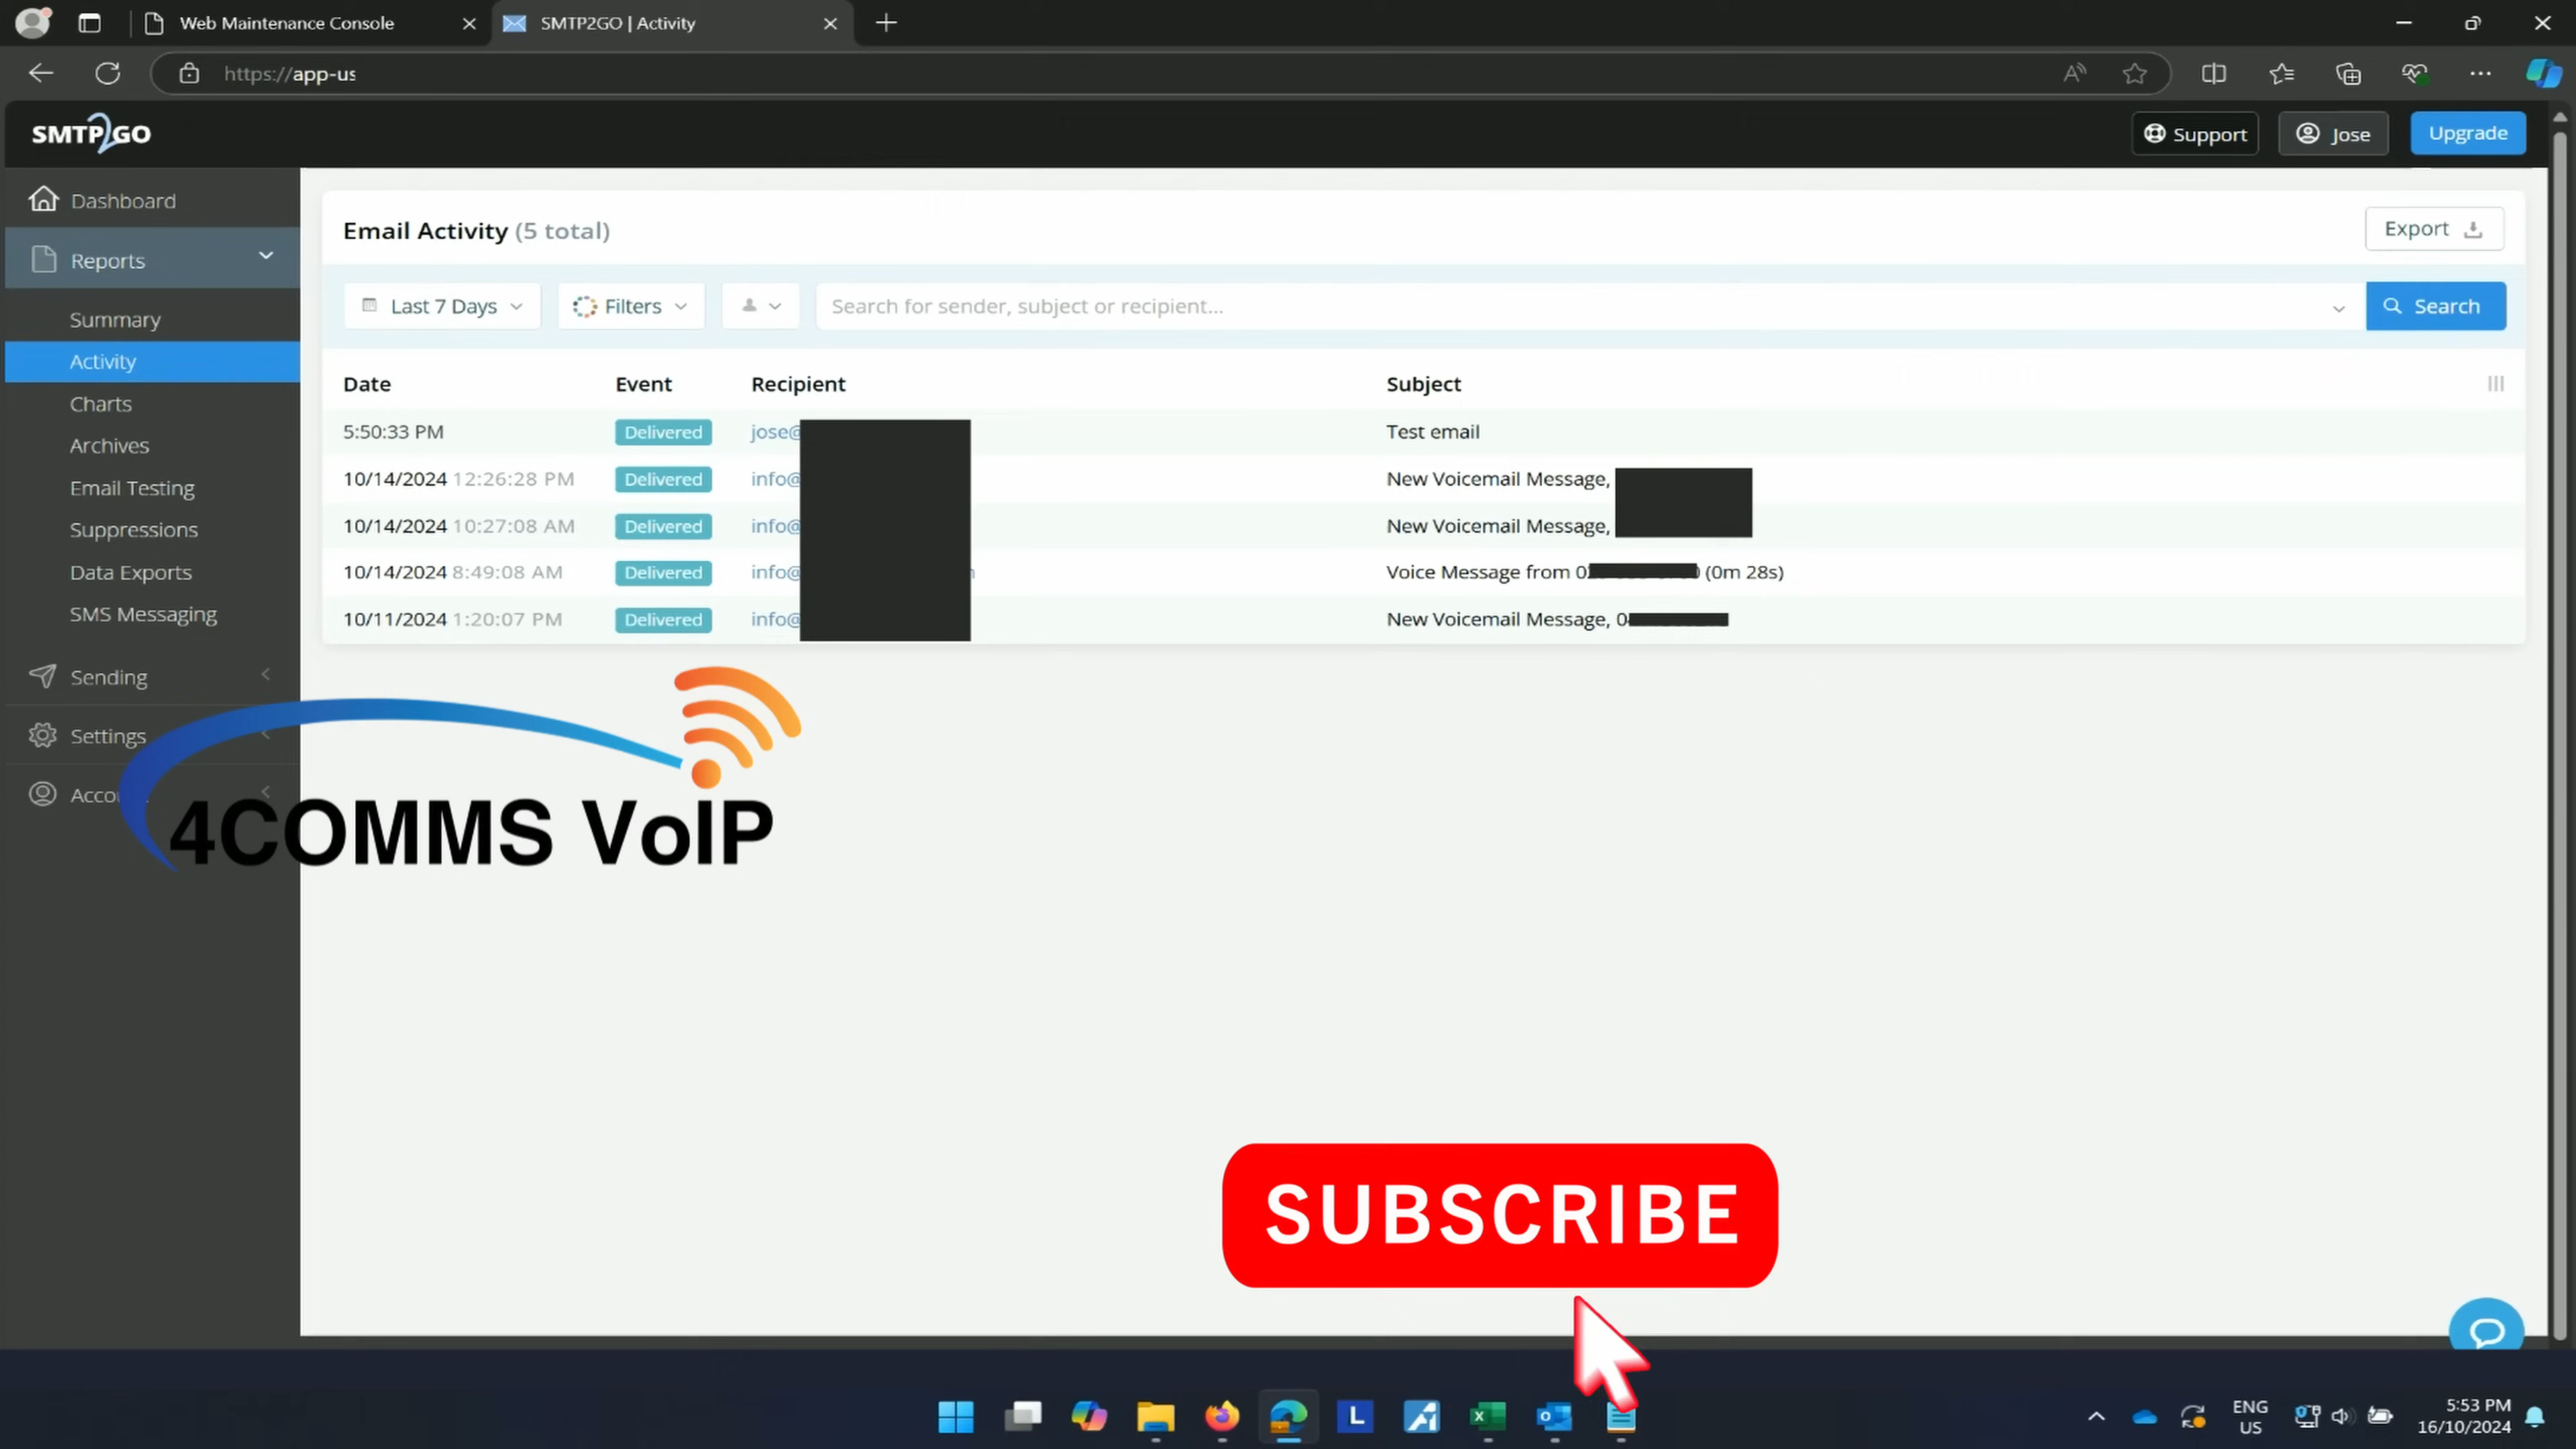 Web Maintenance Console
SMTP2GO | Activity
https://app-us
SMTP2GO
Support
Jose
Upgrade
Dashboard
Reports
Summary
Activity
Charts
Archives
Email Testing
Suppressions
Data Exports
SMS Messaging
Sending
Settings
Email Activity (5 total)
Export
Last 7 Days
Filters
Search for sender, subject or recipient...
Search
Date Event Recipient Subject
5:50:33 PM Delivered jose@ Test email
10/14/2024 12:26:28 PM Delivered info@ New Voicemail Message,
10/14/2024 10:27:08 AM Delivered info@ New Voicemail Message,
10/14/2024 8:49:08 AM Delivered info@ Voice Message from 0 (0m 28s)
10/11/2024 1:20:07 PM Delivered info@ New Voicemail Message, 0
4COMMS VoIP
SUBSCRIBE
ENG
US
5:53 PM
16/10/2024